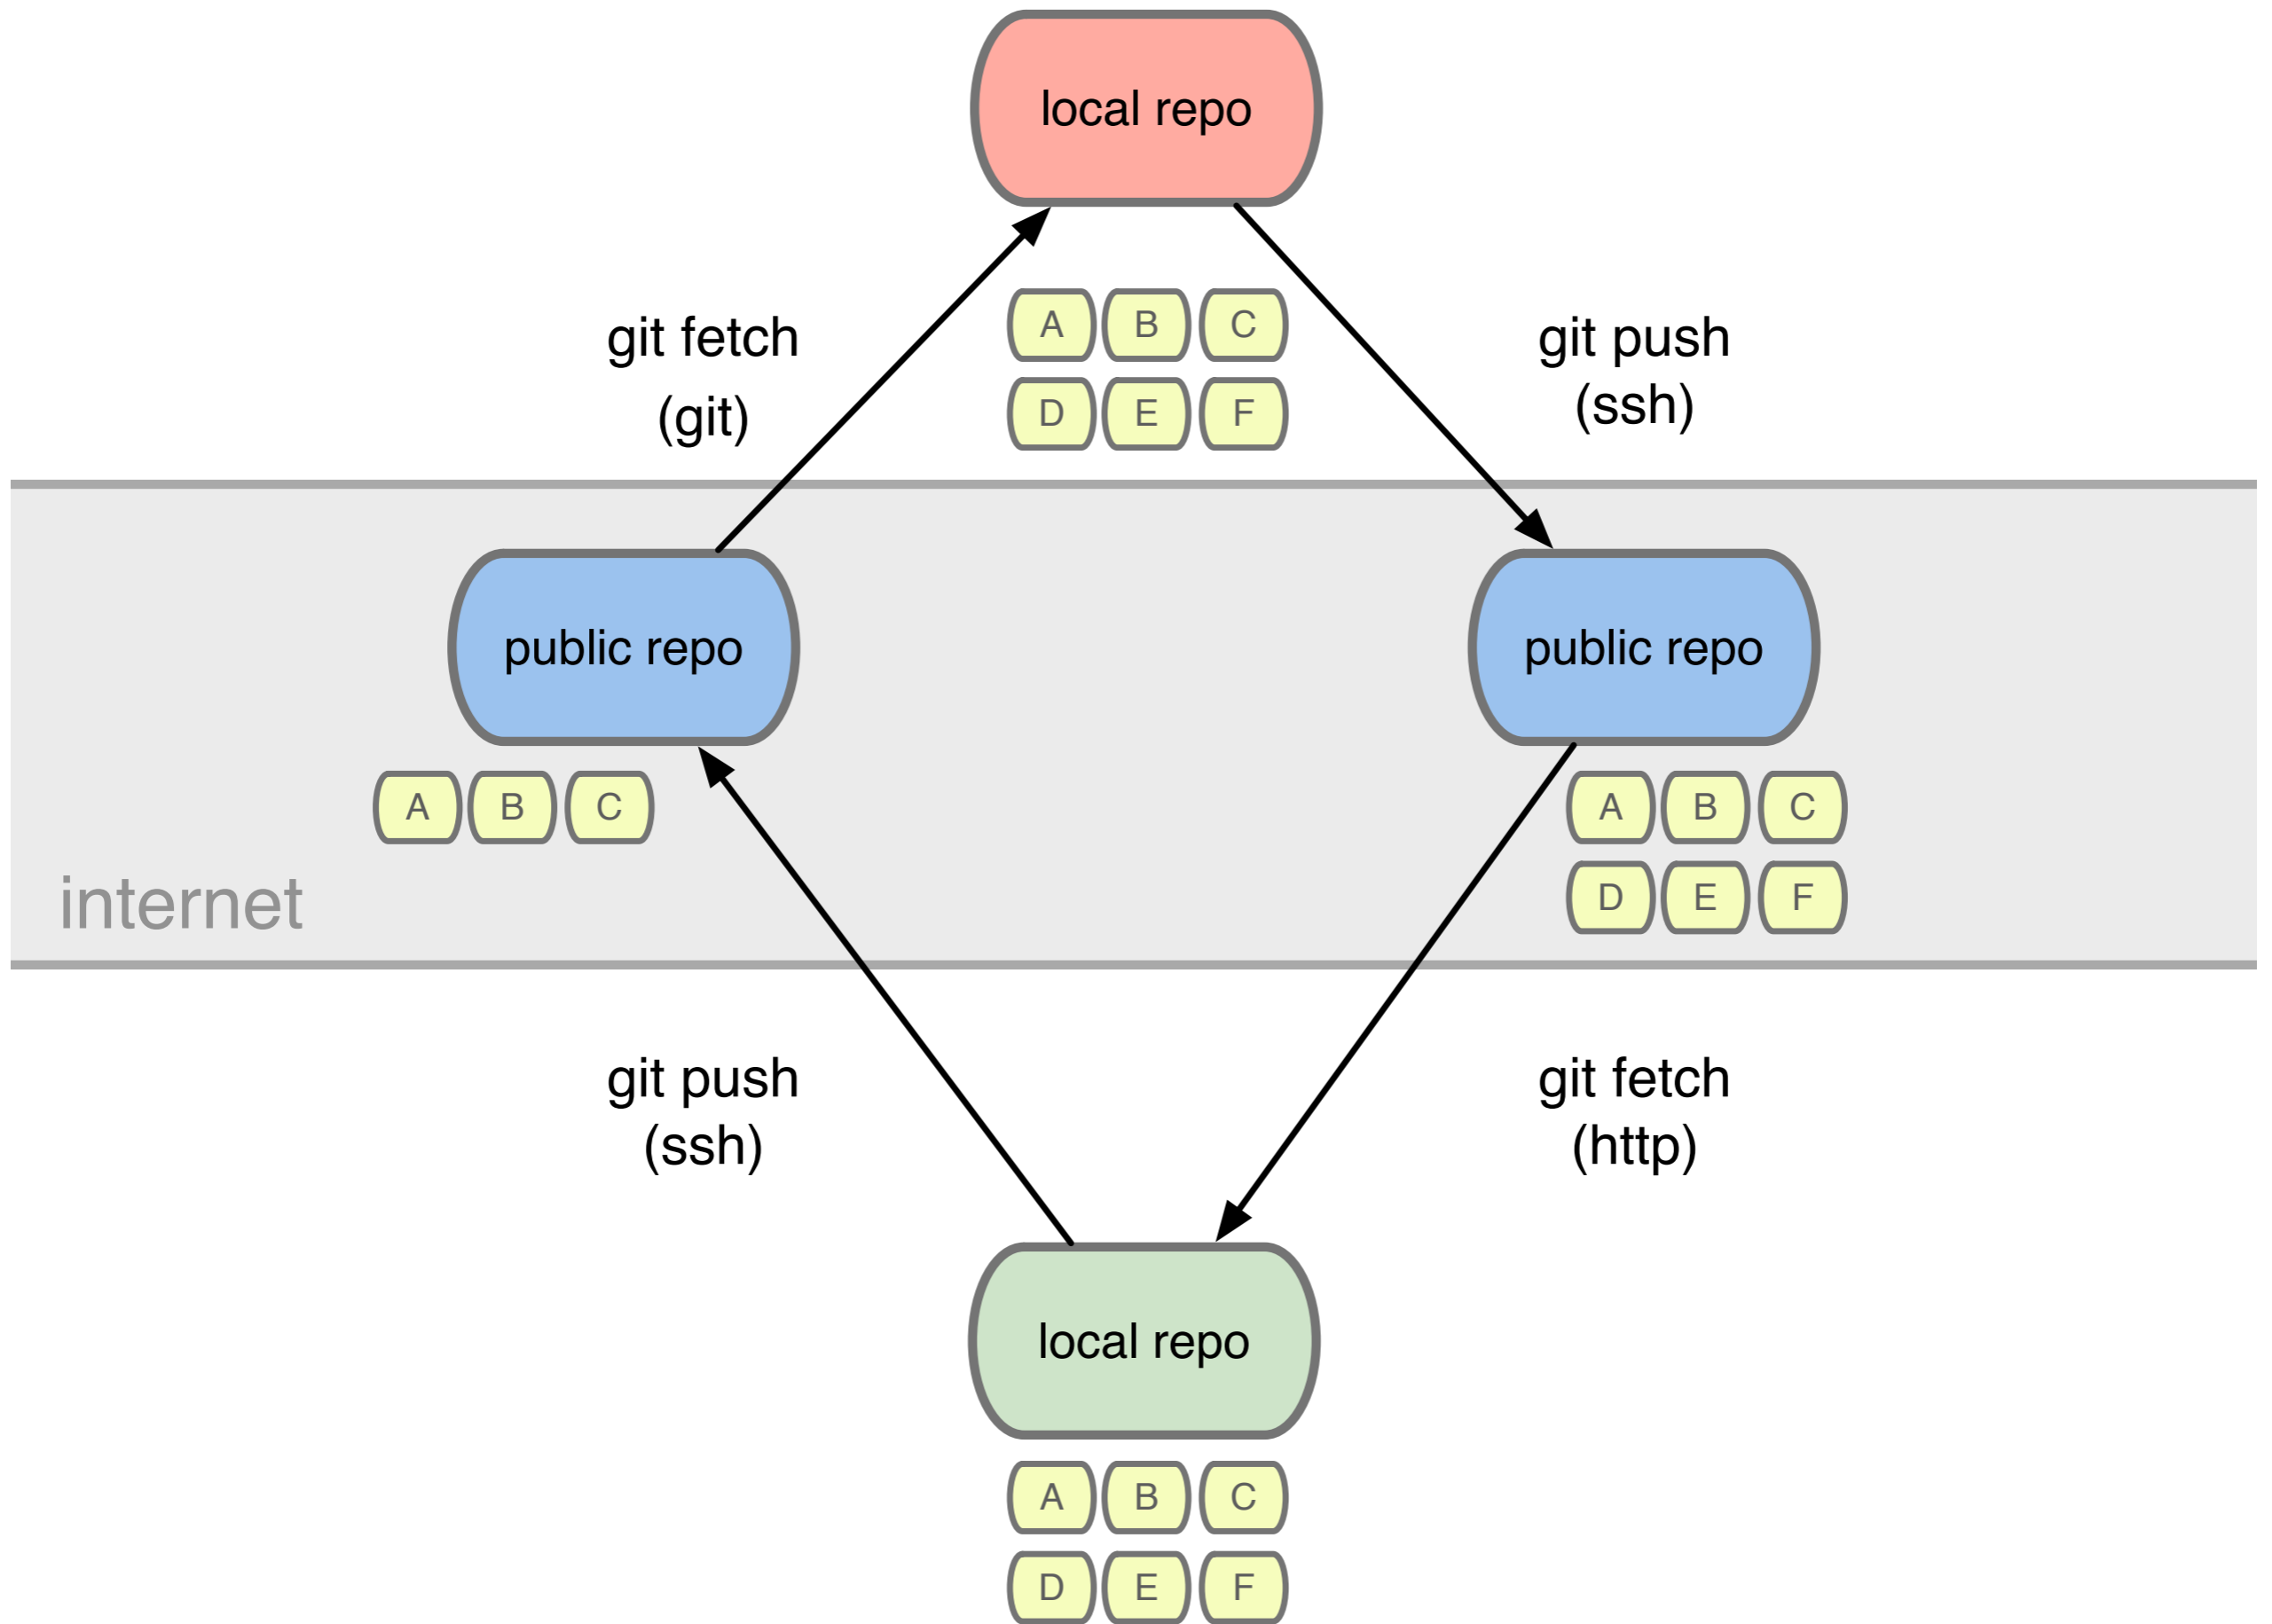 local repo
A B C
D E F
git fetch
(git)
git push
(ssh)
public repo
public repo
A B C
A B C
D E F
internet
git push
(ssh)
git fetch
(http)
local repo
A B C
D E F